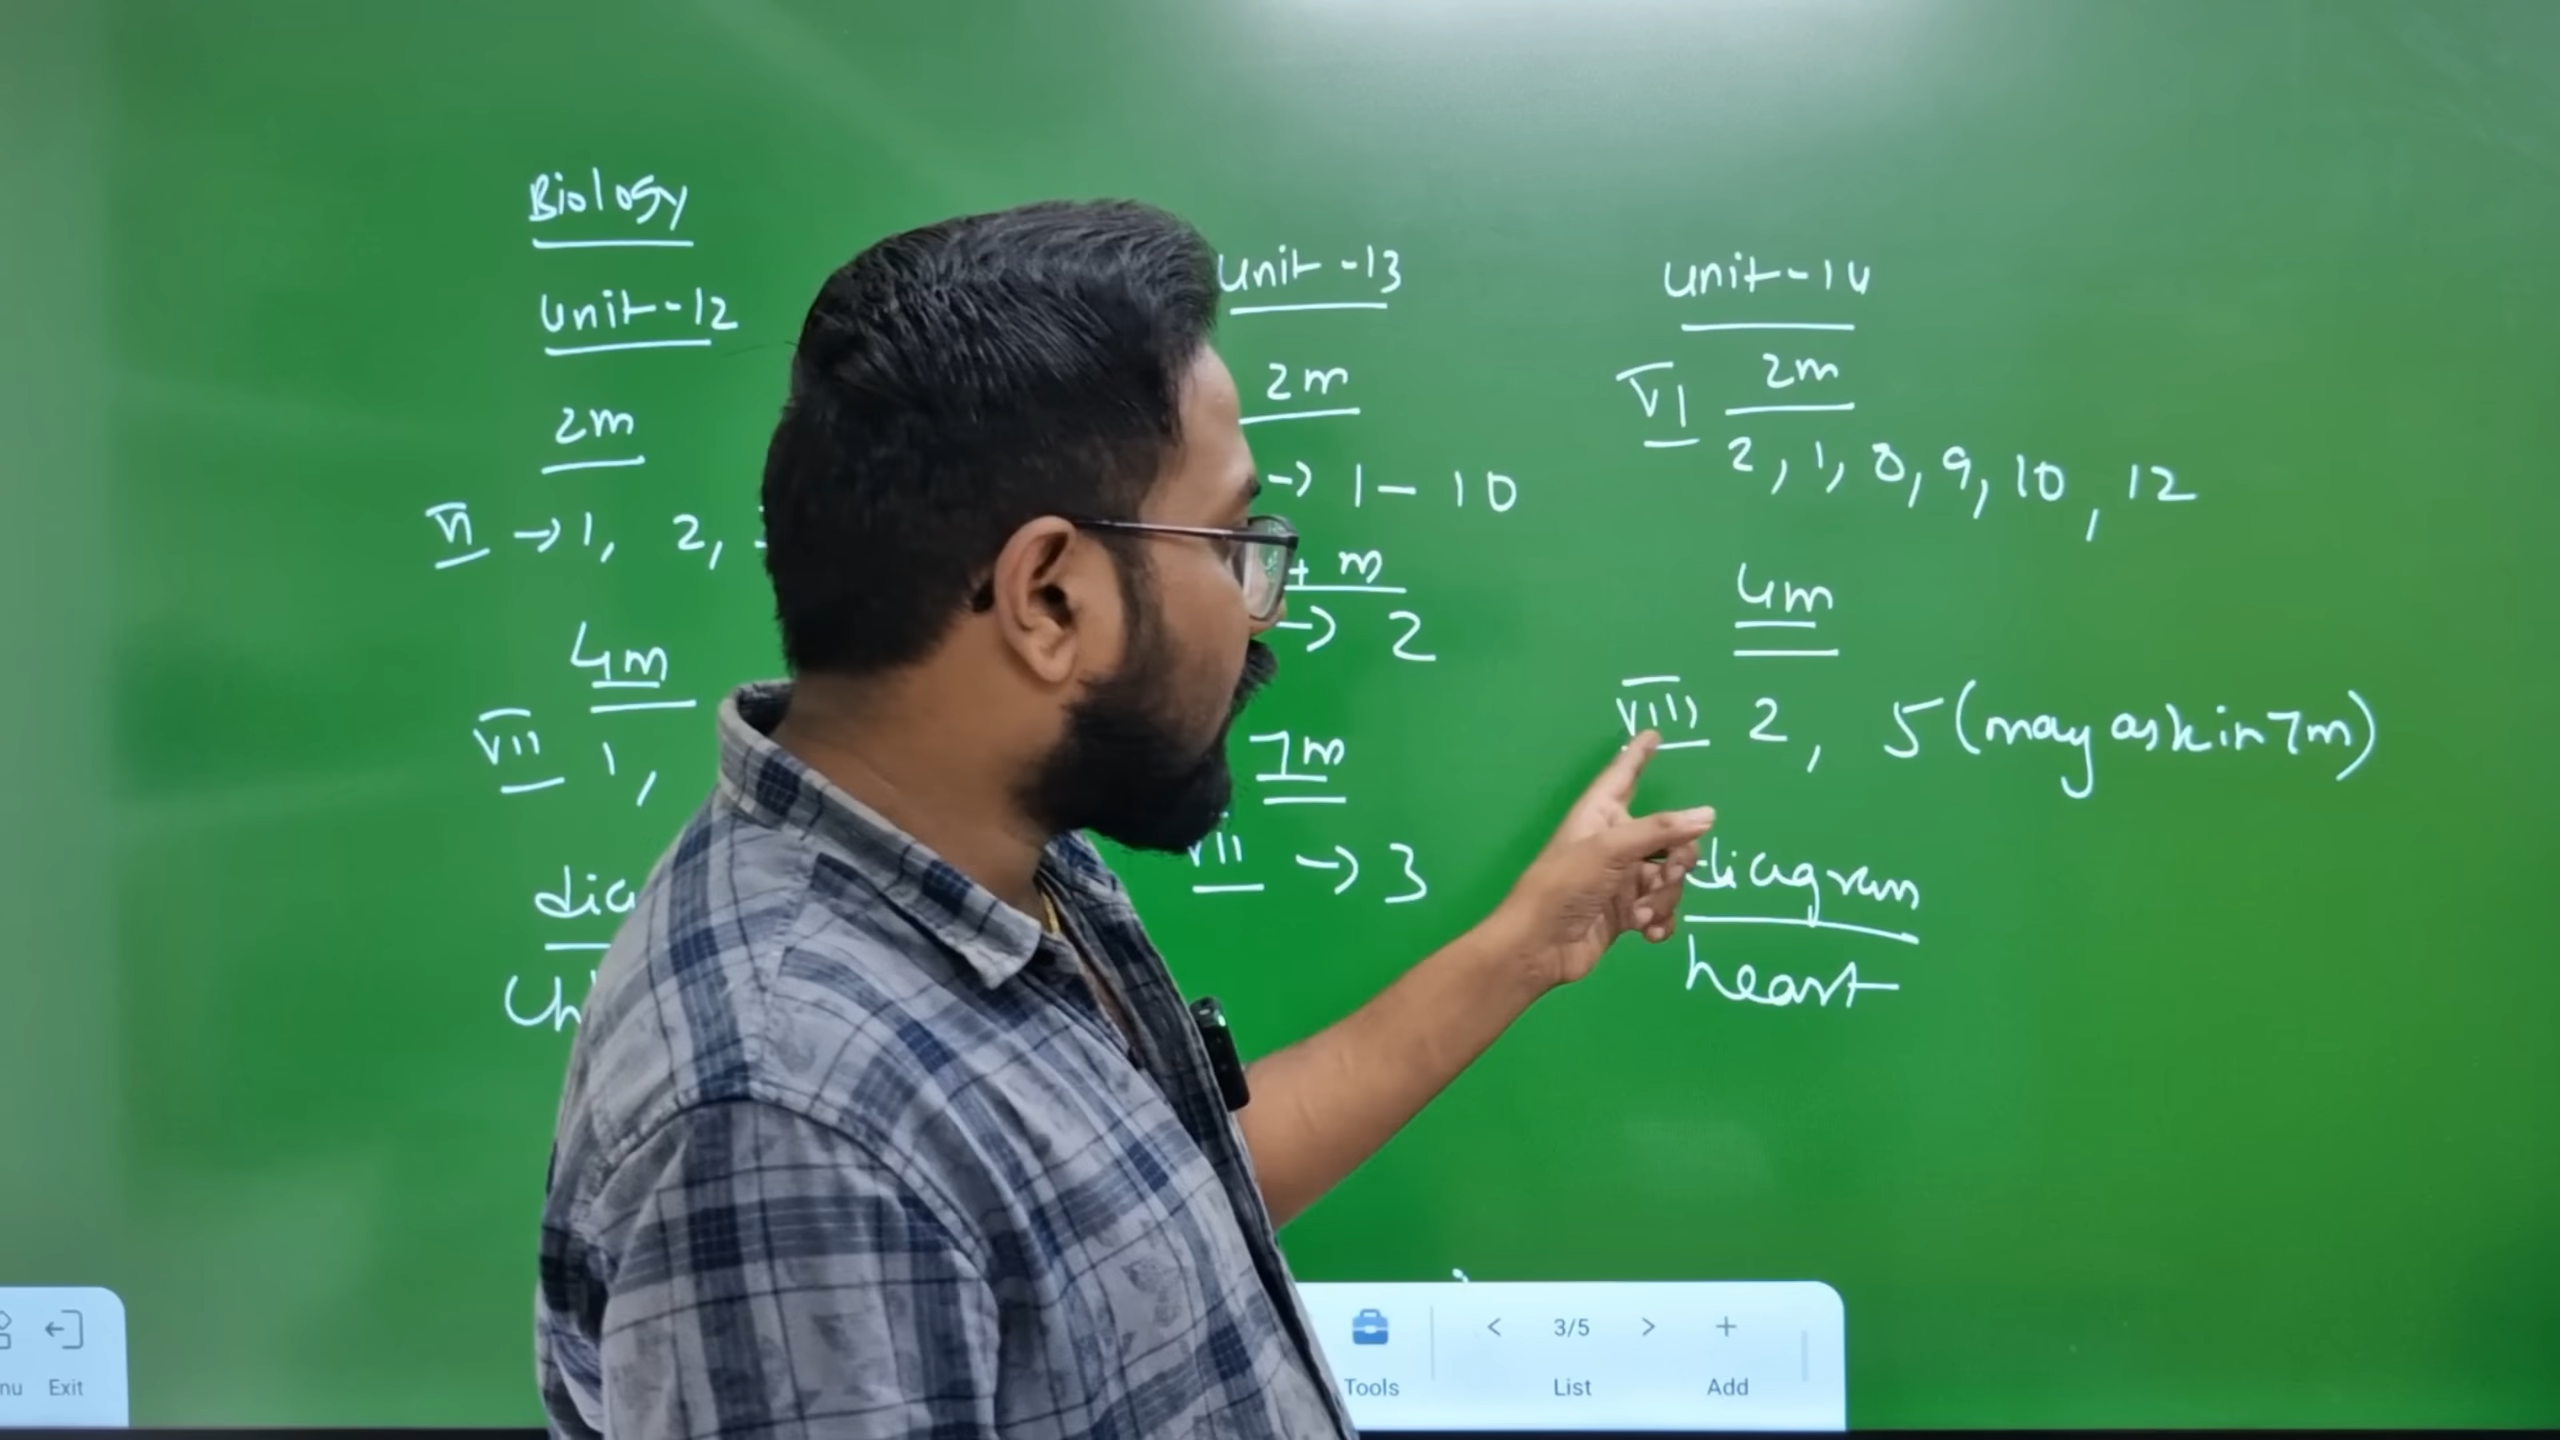 Biology
Unit-12
2m
VI → 1, 2,
4m
VII 1,
Unit-13
2m
→ 1 - 10
m
→ 2
7m
VII → 3
Unit-14
2m
VI 2, 1, 8, 9, 10, 12
4m
VIII 2, 5 (may ask in 7m)
diagram
heart
Exit
Tools
< 3/5 > +
List Add